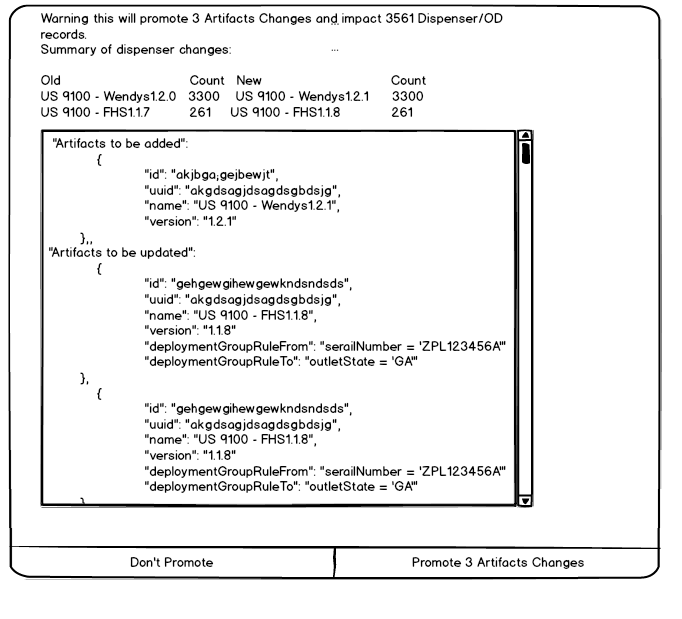 Warning this will promote 3 Artifacts Changes and impact 3561 Dispenser/OD
records.
Summary of dispenser changes:
...
Old Count New Count
US 9100 - Wendys1.2.0 3300 US 9100 - Wendys1.2.1 3300
US 9100 - FHS1.1.7 261 US 9100 - FHS1.1.8 261
"Artifacts to be added":
{
"id": "akjbga;gejbewjt",
"uuid": "akgdsagjdsagdsgbdsjg",
"name": "US 9100 - Wendys1.2.1",
"version": "1.2.1"
},,
"Artifacts to be updated":
{
"id": "gehgewgihewgewkndsndsds",
"uuid": "akgdsagjdsagdsgbdsjg",
"name": "US 9100 - FHS1.1.8",
"version": "1.1.8"
"deploymentGroupRuleFrom": "serailNumber = 'ZPL123456A'"
"deploymentGroupRuleTo": "outletState = 'GA'"
},
{
"id": "gehgewgihewgewkndsndsds",
"uuid": "akgdsagjdsagdsgbdsjg",
"name": "US 9100 - FHS1.1.8",
"version": "1.1.8"
"deploymentGroupRuleFrom": "serailNumber = 'ZPL123456A'"
"deploymentGroupRuleTo": "outletState = 'GA'"
}
Don't Promote
Promote 3 Artifacts Changes